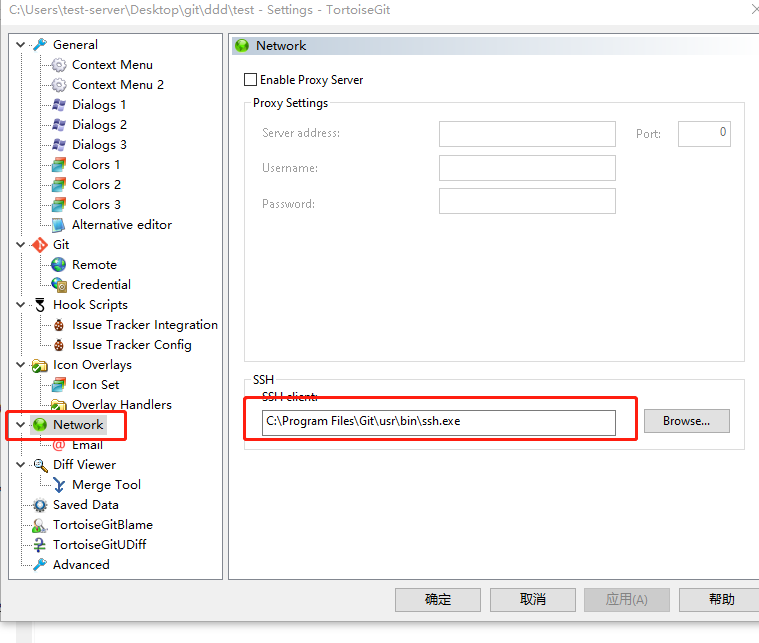 C:\Users\test-server\Desktop\git\ddd\test - Settings - TortoiseGit
General
Context Menu
Context Menu 2
Dialogs 1
Dialogs 2
Dialogs 3
Colors 1
Colors 2
Colors 3
Alternative editor
Git
Remote
Credential
Hook Scripts
Issue Tracker Integration
Issue Tracker Config
Icon Overlays
Icon Set
Overlay Handlers
Network
Email
Diff Viewer
Merge Tool
Saved Data
TortoiseGitBlame
TortoiseGitUDiff
Advanced
Network
Enable Proxy Server
Proxy Settings
Server address:
Port:
0
Username:
Password:
SSH
SSH client:
C:\Program Files\Git\usr\bin\ssh.exe
Browse...
确定
取消
应用(A)
帮助